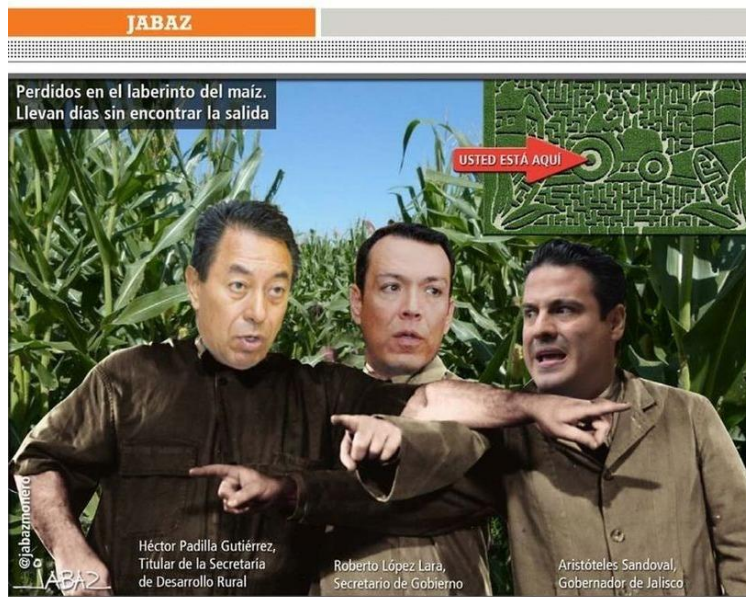 JABAZ
Perdidos en el laberinto del maíz.
Llevan días sin encontrar la salida
USTED ESTÁ AQUÍ
@jabazmonero
JABAZ
Héctor Padilla Gutiérrez,
Titular de la Secretaría
de Desarrollo Rural
Roberto López Lara,
Secretario de Gobierno
Aristóteles Sandoval,
Gobernador de Jalisco